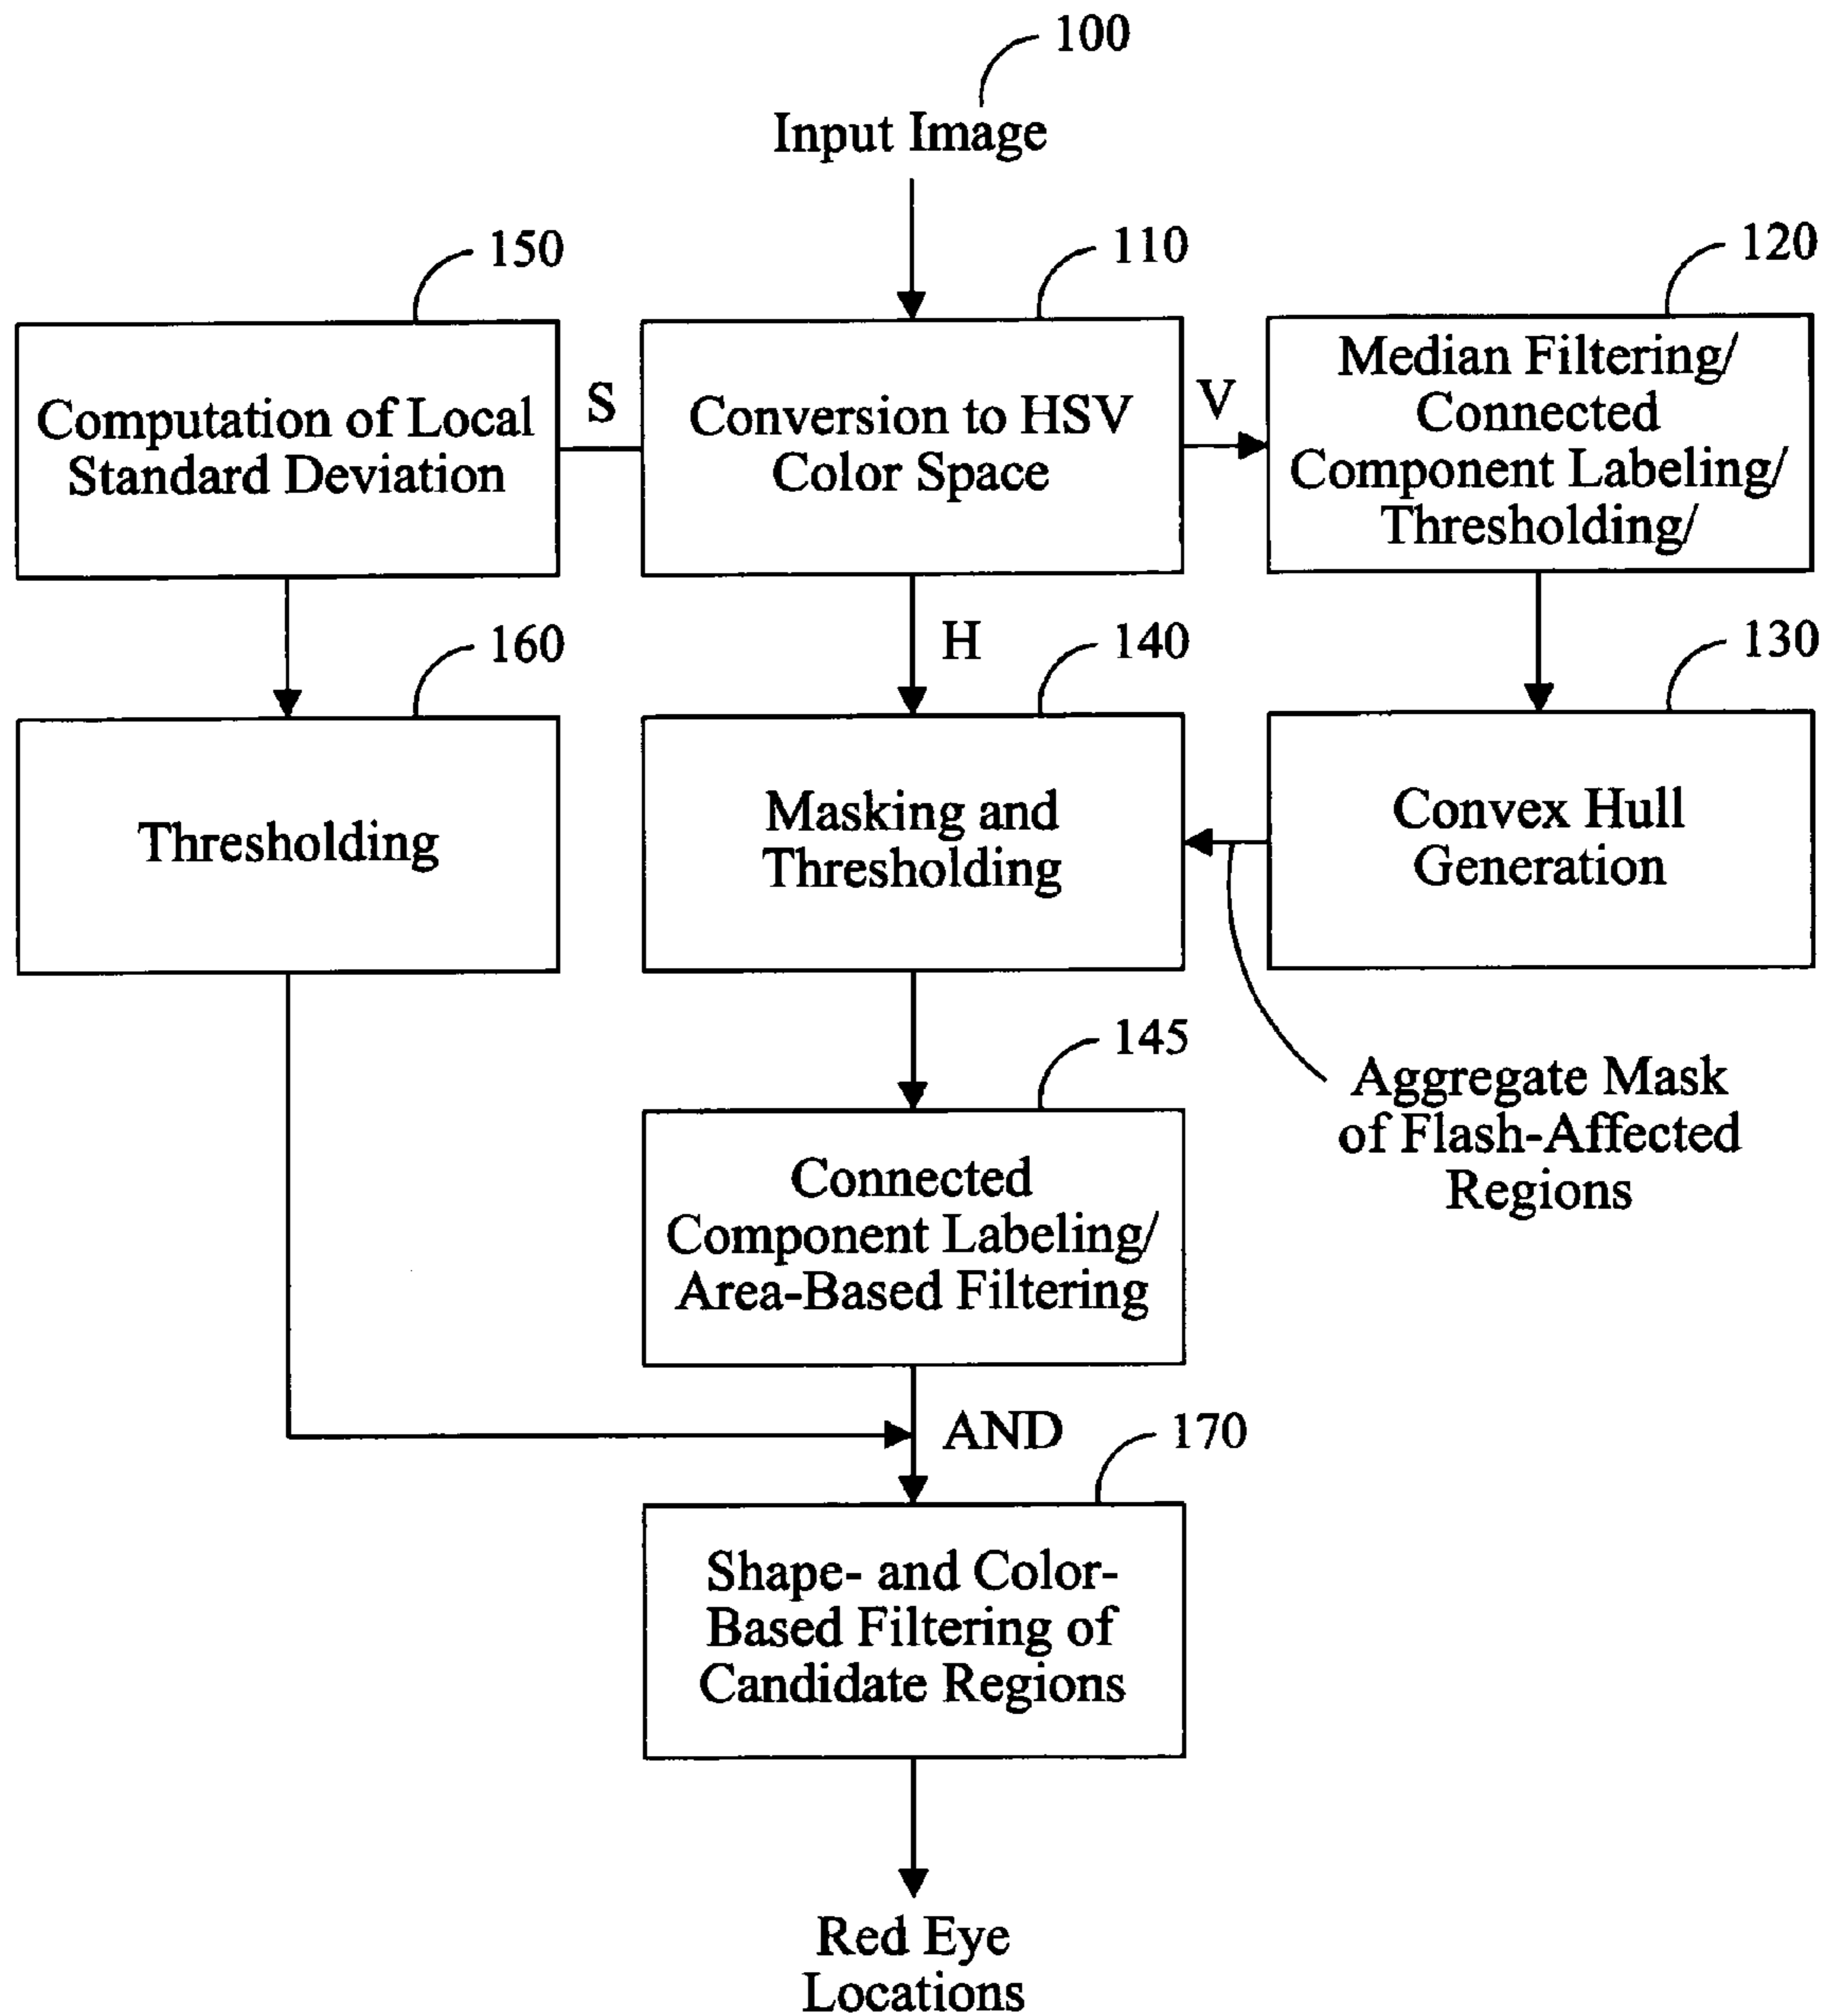 100
Input Image
150
110
120
Computation of Local
Standard Deviation
S
Conversion to HSV
Color Space
V
Median Filtering/
Connected
Component Labeling/
Thresholding/
160
H
140
130
Thresholding
Masking and
Thresholding
Convex Hull
Generation
145
Aggregate Mask
of Flash-Affected
Regions
Connected
Component Labeling/
Area-Based Filtering
AND
170
Shape- and Color-
Based Filtering of
Candidate Regions
Red Eye
Locations